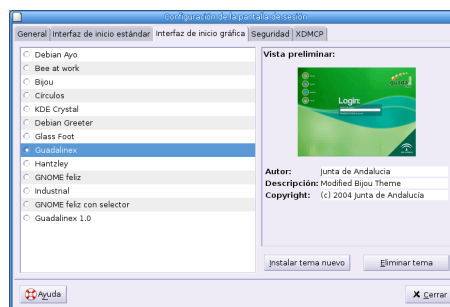 Configuración de la pantalla de sesión
General Interfaz de inicio estándar Interfaz de inicio gráfica Seguridad XDMCP
Debian Ayo
Bee at work
Bijou
Círculos
KDE Crystal
Debian Greeter
Glass Foot
Guadalinex
Hantzley
GNOME feliz
Industrial
GNOME feliz con selector
Guadalinex 1.0
Vista preliminar:
Login:
Autor: Junta de Andalucia
Descripción: Modified Bijou Theme
Copyright: (c) 2004 Junta de Andalucía
Instalar tema nuevo Eliminar tema
Ayuda Cerrar